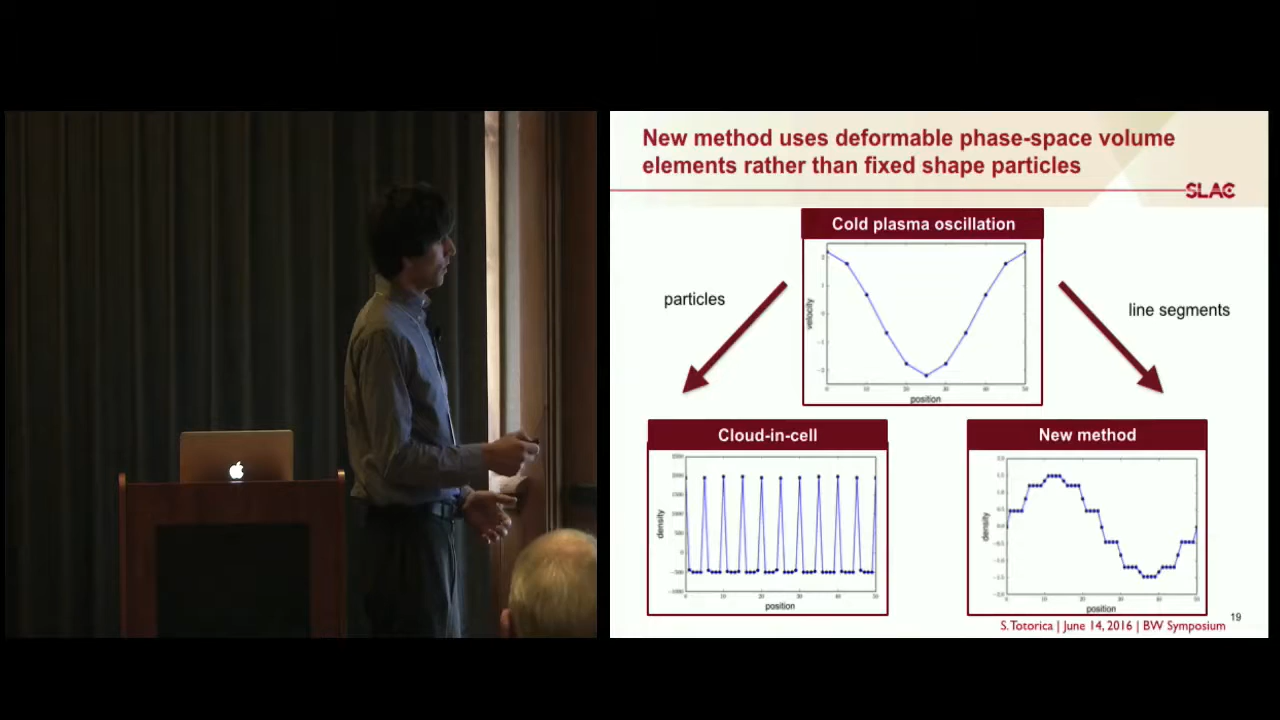 New method uses deformable phase-space volume
elements rather than fixed shape particles
SLAC
Cold plasma oscillation
velocity
position
particles
line segments
Cloud-in-cell
density
position
New method
density
position
S. Totorica | June 14, 2016 | BW Symposium
19